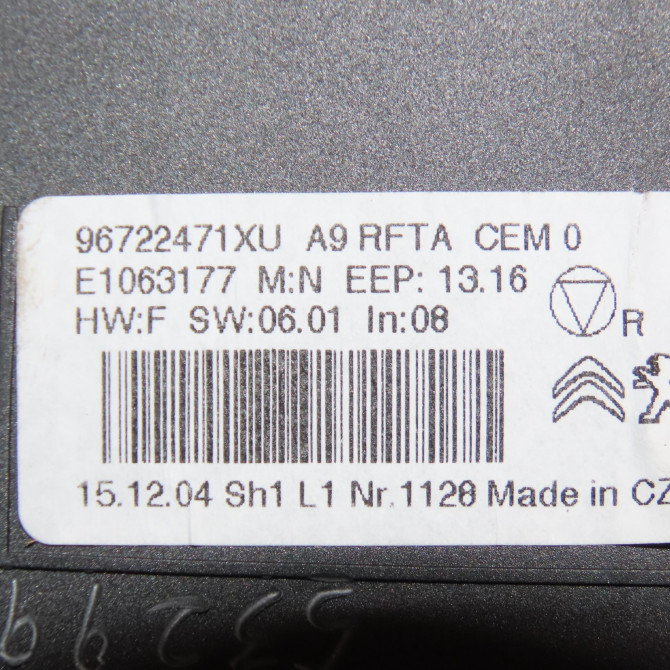 96722471XU A9 RFTA CEM 0
E1063177 M:N EEP: 13.16
HW:F SW:06.01 In:08
R
15.12.04 Sh1 L1 Nr.1128 Made in CZ